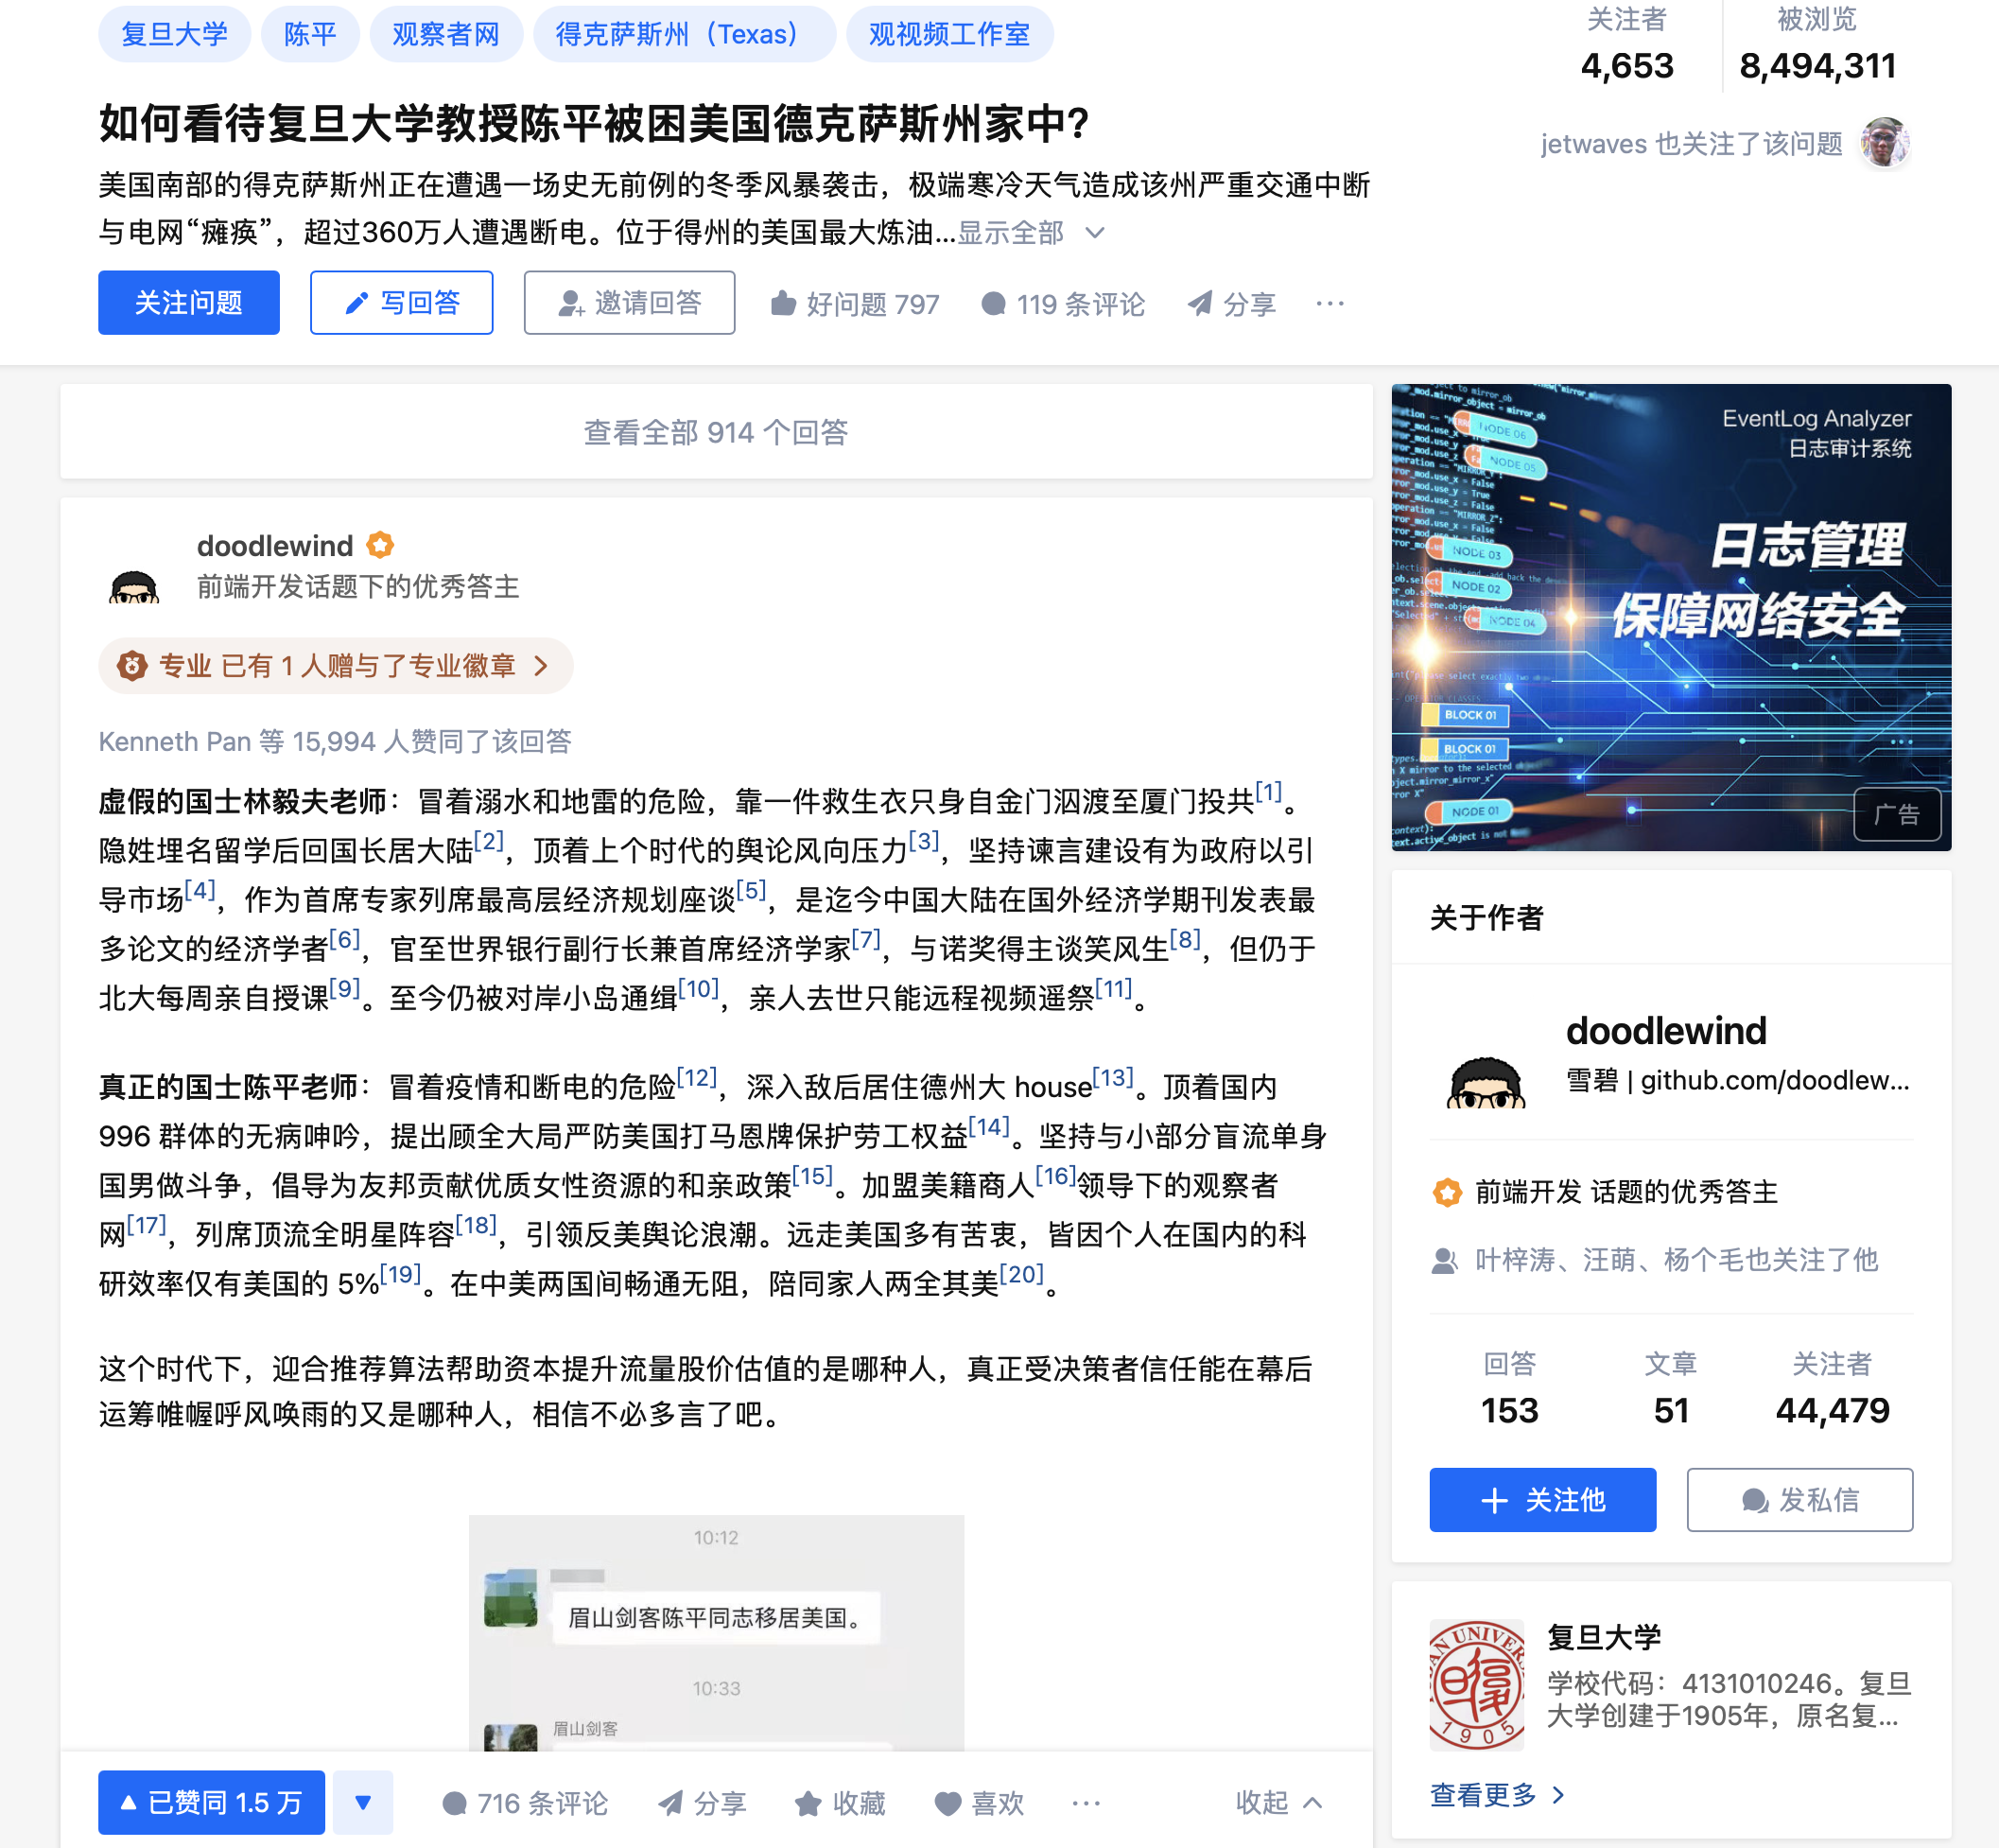 复旦大学 陈平 观察者网 得克萨斯州（Texas） 观视频工作室
关注者 被浏览
4,653 8,494,311
如何看待复旦大学教授陈平被困美国德克萨斯州家中？
jetwaves 也关注了该问题
美国南部的得克萨斯州正在遭遇一场史无前例的冬季风暴袭击，极端寒冷天气造成该州严重交通中断
与电网“瘫痪”，超过360万人遭遇断电。位于得州的美国最大炼油...显示全部
关注问题 写回答 邀请回答 好问题 797 119 条评论 分享 ···
查看全部 914 个回答
doodlewind
前端开发话题下的优秀答主
专业 已有 1 人赠与了专业徽章
Kenneth Pan 等 15,994 人赞同了该回答
虚假的国士林毅夫老师：冒着溺水和地雷的危险，靠一件救生衣只身自金门泅渡至厦门投共[1]。
隐姓埋名留学后回国长居大陆[2]，顶着上个时代的舆论风向压力[3]，坚持谏言建设有为政府以引
导市场[4]，作为首席专家列席最高层经济规划座谈[5]，是迄今中国大陆在国外经济学期刊发表最
多论文的经济学者[6]，官至世界银行副行长兼首席经济学家[7]，与诺奖得主谈笑风生[8]，但仍于
北大每周亲自授课[9]。至今仍被对岸小岛通缉[10]，亲人去世只能远程视频遥祭[11]。
真正的国士陈平老师：冒着疫情和断电的危险[12]，深入敌后居住德州大 house[13]。顶着国内
996 群体的无病呻吟，提出顾全大局严防美国打马恩牌保护劳工权益[14]。坚持与小部分盲流单身
国男做斗争，倡导为友邦贡献优质女性资源的和亲政策[15]。加盟美籍商人[16]领导下的观察者
网[17]，列席顶流全明星阵容[18]，引领反美舆论浪潮。远走美国多有苦衷，皆因个人在国内的科
研效率仅有美国的 5%[19]。在中美两国间畅通无阻，陪同家人两全其美[20]。
这个时代下，迎合推荐算法帮助资本提升流量股价估值的是哪种人，真正受决策者信任能在幕后
运筹帷幄呼风唤雨的又是哪种人，相信不必多言了吧。
10:12
眉山剑客陈平同志移居美国。
10:33
眉山剑客
已赞同 1.5 万 716 条评论 分享 收藏 喜欢 ··· 收起
EventLog Analyzer
日志审计系统
日志管理
保障网络安全
NODE 06
NODE 05
NODE 03
NODE 02
NODE 04
BLOCK 01
BLOCK 01
NODE 01
广告
关于作者
doodlewind
雪碧 | github.com/doodlew...
前端开发 话题的优秀答主
叶梓涛、汪萌、杨个毛也关注了他
回答 文章 关注者
153 51 44,479
关注他 发私信
复旦大学
学校代码：4131010246。复旦
大学创建于1905年，原名复...
1905
查看更多